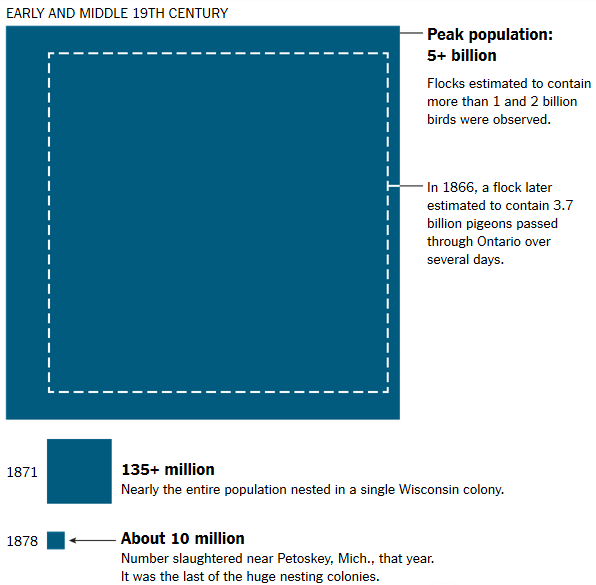 EARLY AND MIDDLE 19TH CENTURY
Peak population:
5+ billion
Flocks estimated to contain
more than 1 and 2 billion
birds were observed.
In 1866, a flock later
estimated to contain 3.7
billion pigeons passed
through Ontario over
several days.
1871
135+ million
Nearly the entire population nested in a single Wisconsin colony.
1878
About 10 million
Number slaughtered near Petoskey, Mich., that year.
It was the last of the huge nesting colonies.